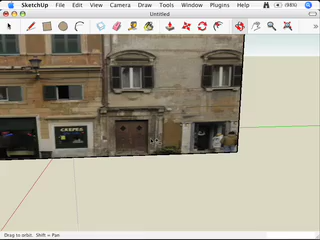 SketchUp File Edit View Camera Draw Tools Window Plugins Help
Untitled
CREPES
Drag to orbit. Shift = Pan